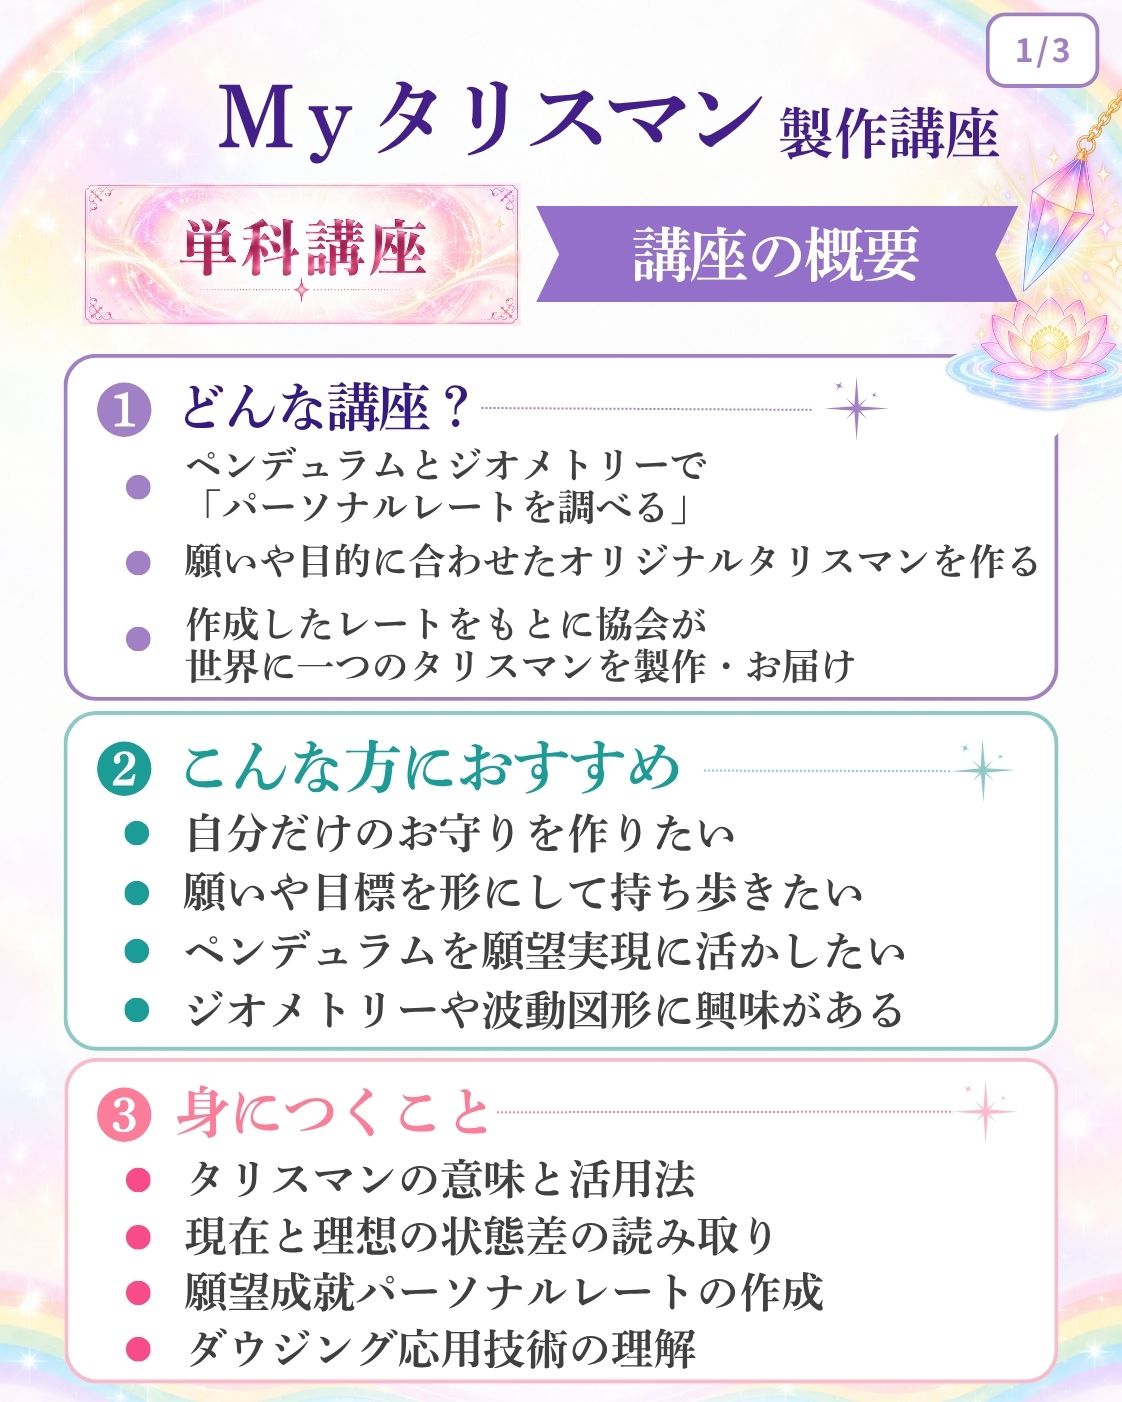 1/3
Myタリスマン 製作講座
単科講座
講座の概要
1 どんな講座？
ペンデュラムとジオメトリーで
「パーソナルレートを調べる」
願いや目的に合わせたオリジナルタリスマンを作る
作成したレートをもとに協会が
世界に一つのタリスマンを製作・お届け
2 こんな方におすすめ
自分だけのお守りを作りたい
願いや目標を形にして持ち歩きたい
ペンデュラムを願望実現に活かしたい
ジオメトリーや波動図形に興味がある
3 身につくこと
タリスマンの意味と活用法
現在と理想の状態差の読み取り
願望成就パーソナルレートの作成
ダウジング応用技術の理解